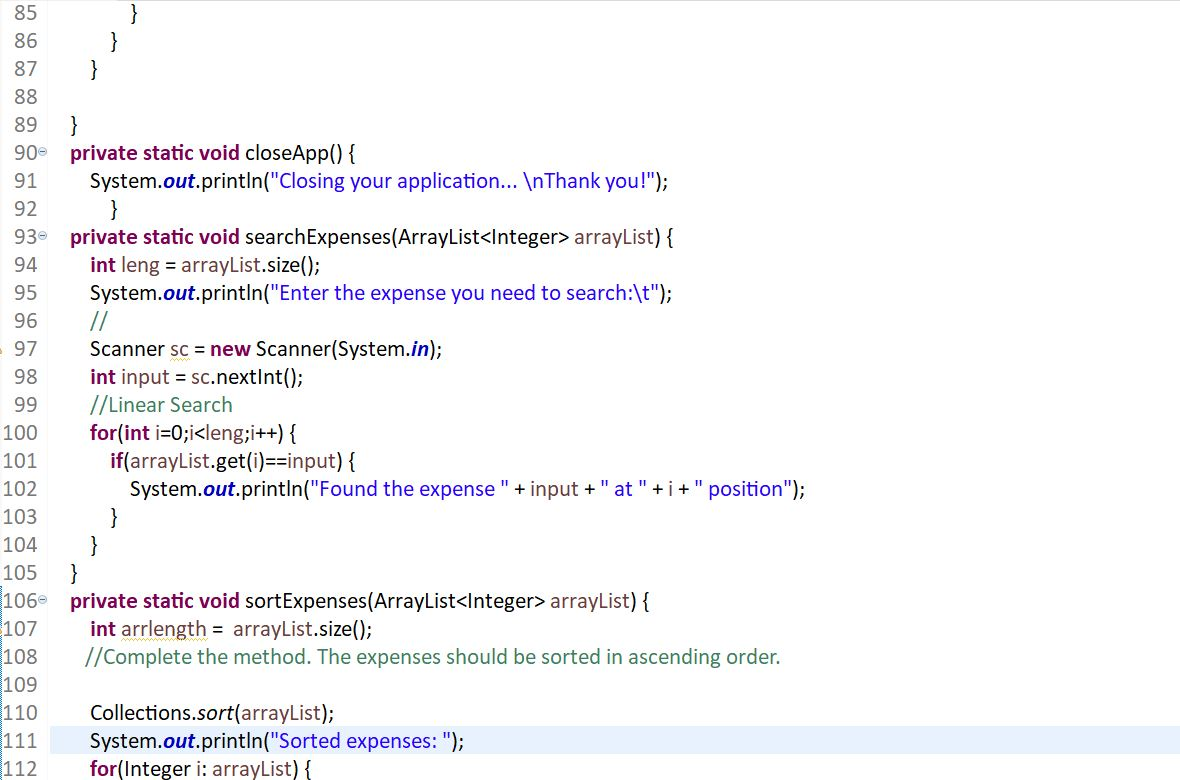 85 }
86 }
87 }
88
89 }
90 private static void closeApp() {
91 System.out.println("Closing your application... \nThank you!");
92 }
93 private static void searchExpenses(ArrayList<Integer> arrayList) {
94 int leng = arrayList.size();
95 System.out.println("Enter the expense you need to search:\t");
96 //
97 Scanner sc = new Scanner(System.in);
98 int input = sc.nextInt();
99 //Linear Search
100 for(int i=0;i<leng;i++) {
101 if(arrayList.get(i)==input) {
102 System.out.println("Found the expense " + input + " at " + i + " position");
103 }
104 }
105 }
106 private static void sortExpenses(ArrayList<Integer> arrayList) {
107 int arrlength =  arrayList.size();
108 //Complete the method. The expenses should be sorted in ascending order.
109
110 Collections.sort(arrayList);
111 System.out.println("Sorted expenses: ");
112 for(Integer i: arrayList) {